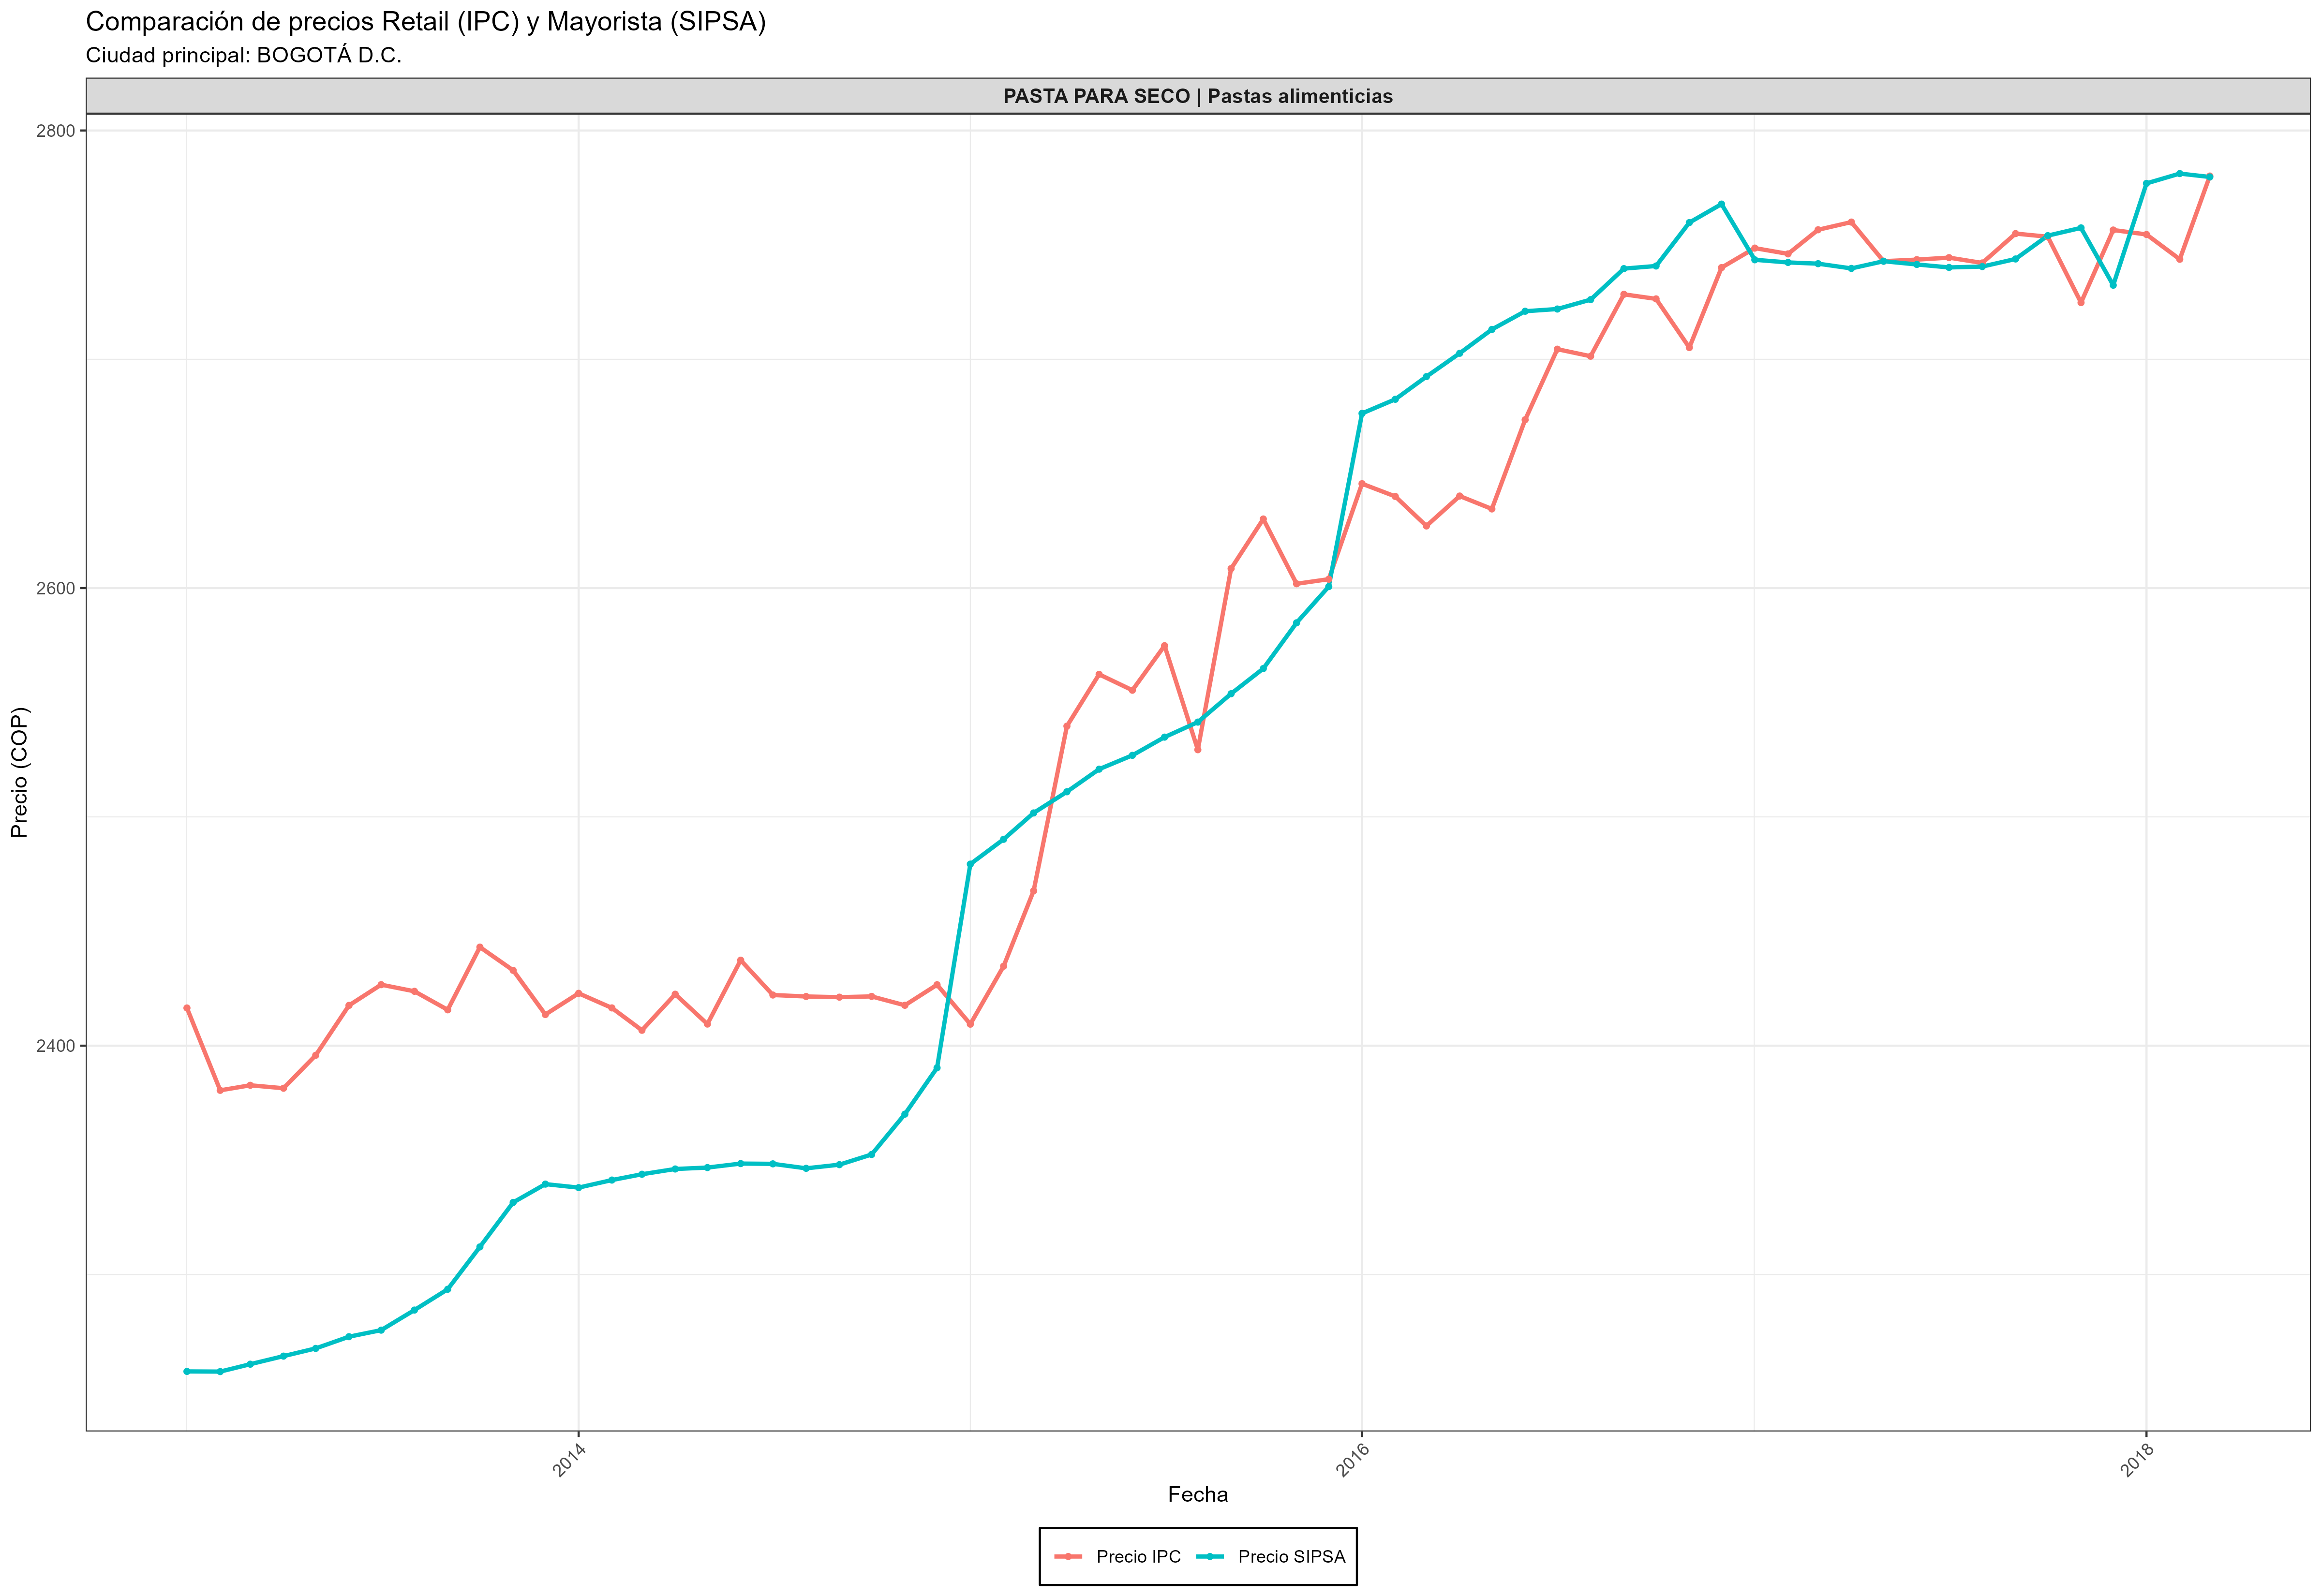 Comparación de precios Retail (IPC) y Mayorista (SIPSA)
Ciudad principal: BOGOTÁ D.C.
PASTA PARA SECO | Pastas alimenticias
2800
2600
2400
Precio (COP)
2014
2016
2018
Fecha
Precio IPC
Precio SIPSA